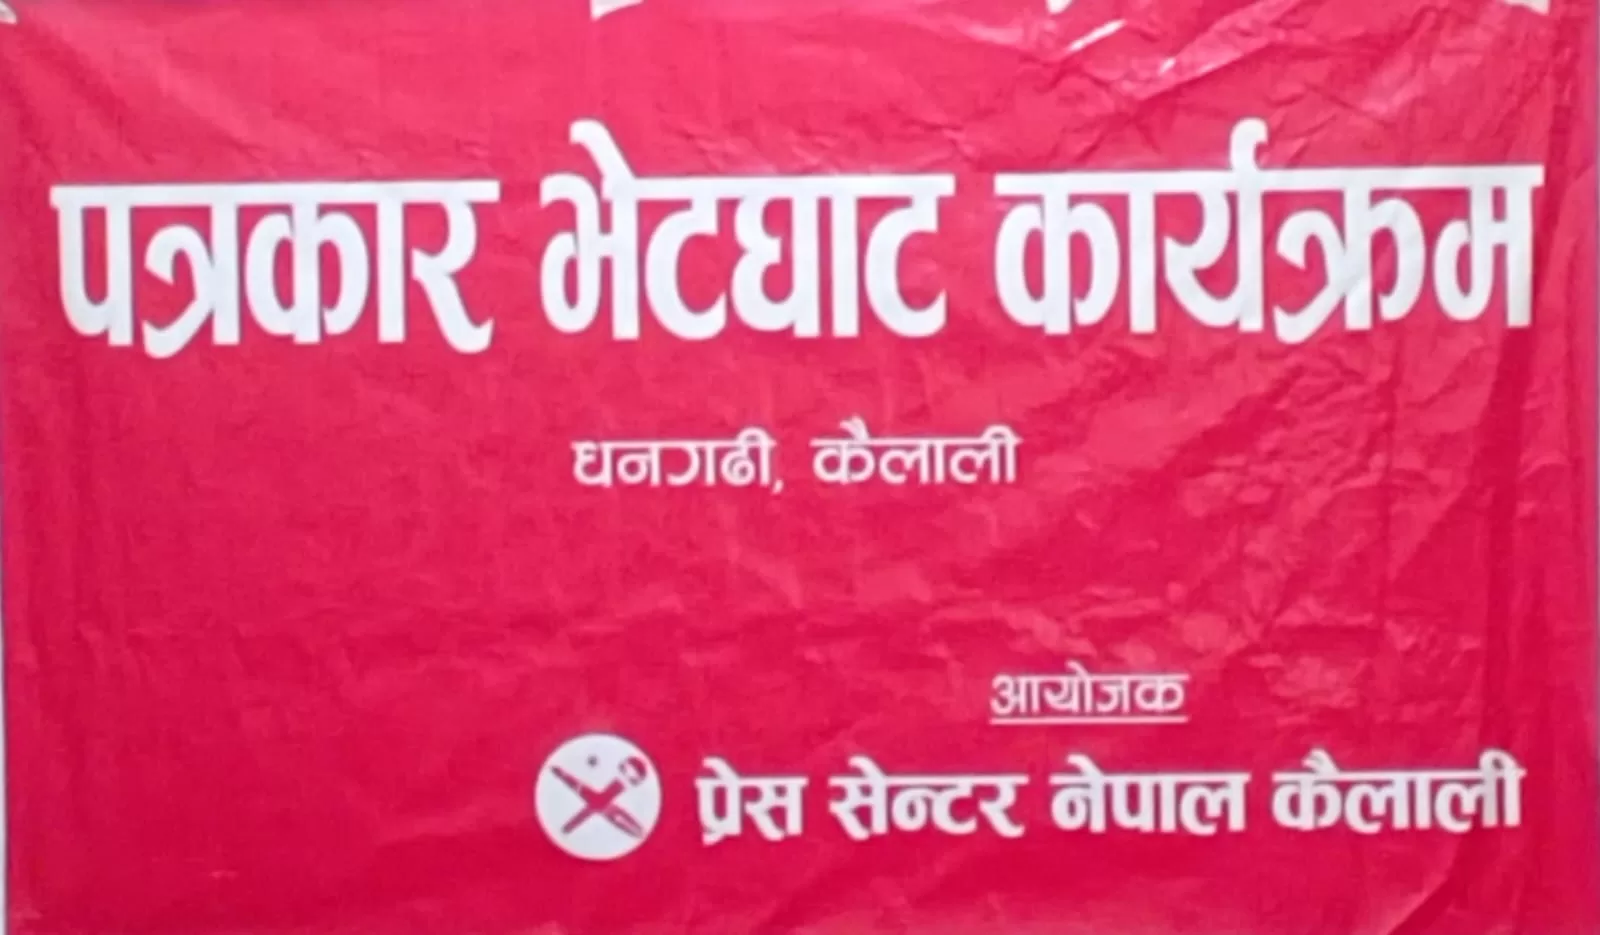 पत्रकार भेटघाट कार्यक्रम
धनगढी, कैलाली
आयोजक
प्रेस सेन्टर नेपाल कैलाली